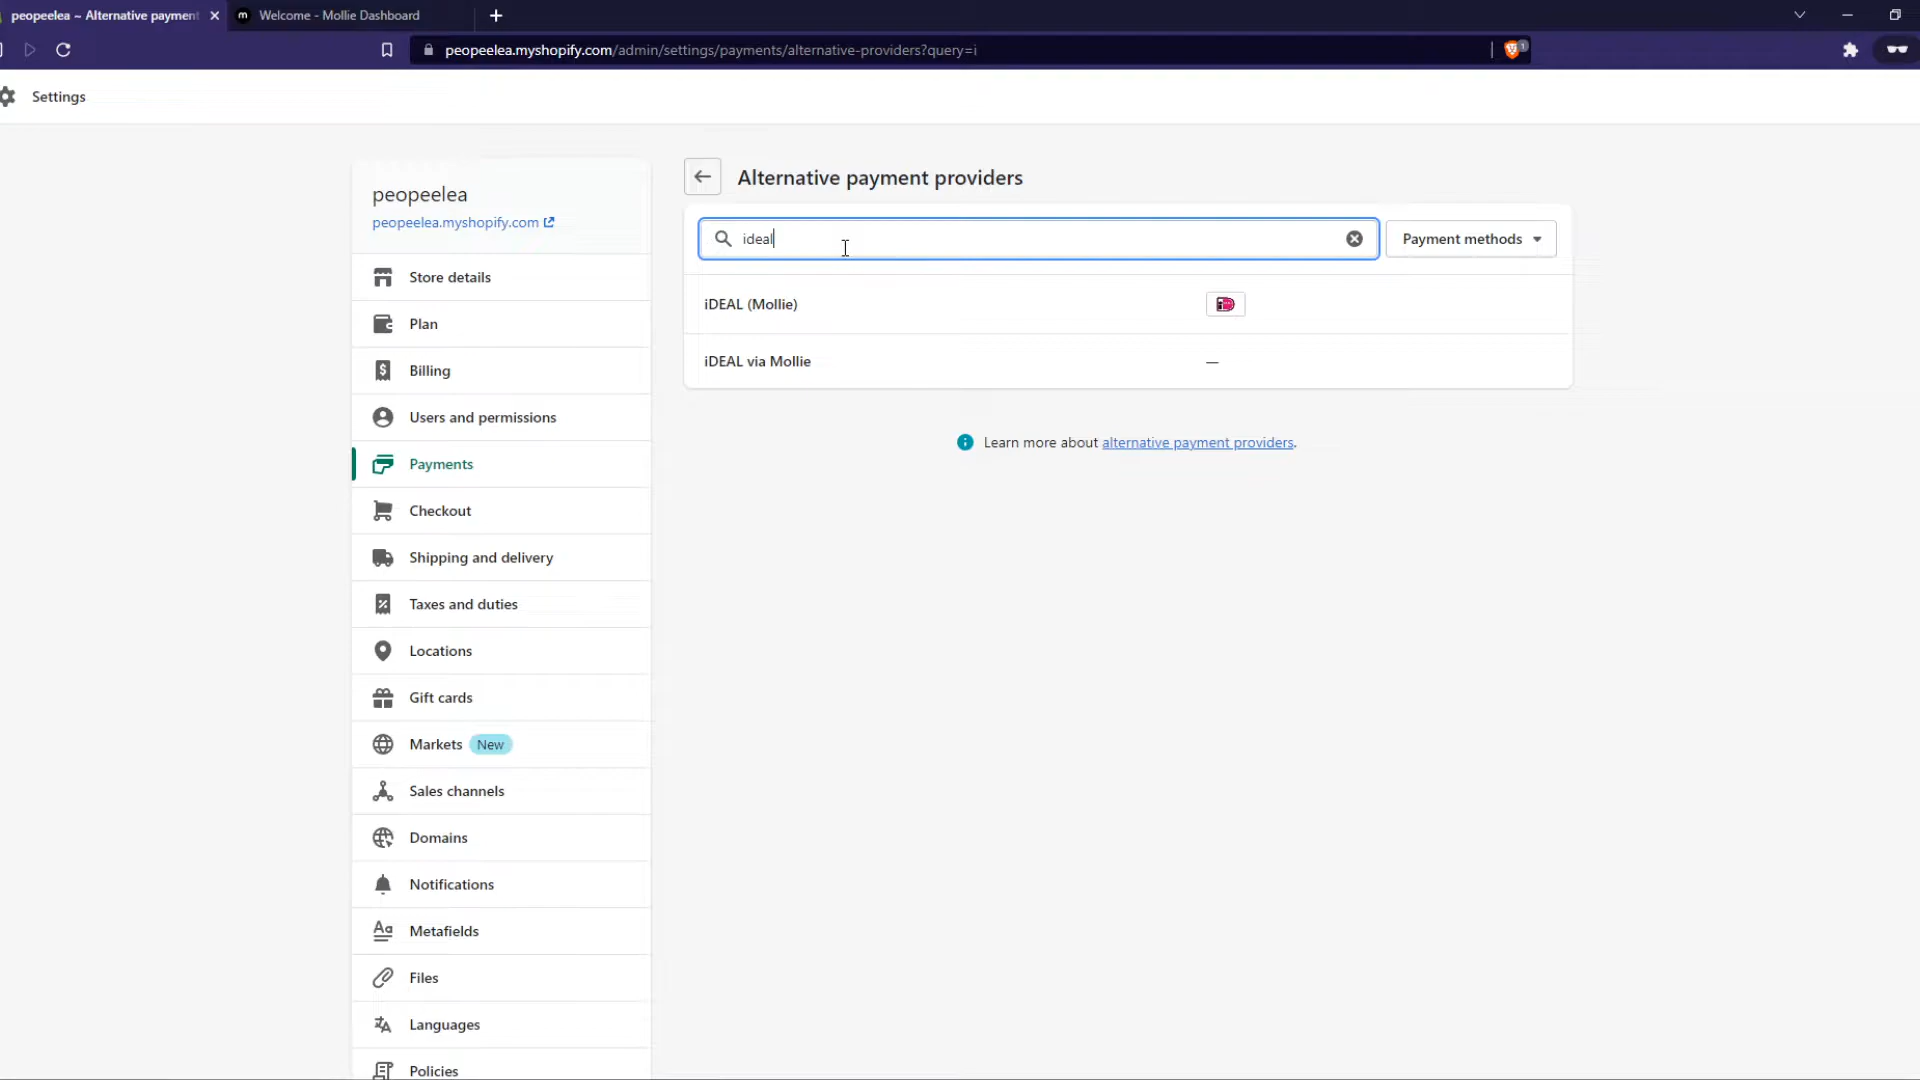 peopeelea ~ Alternative payment
m Welcome - Mollie Dashboard
peopeelea.myshopify.com/admin/settings/payments/alternative-providers?query=i
1
Settings
peopeelea
peopeelea.myshopify.com
Store details
Plan
Billing
Users and permissions
Payments
Checkout
Shipping and delivery
Taxes and duties
Locations
Gift cards
Markets New
Sales channels
Domains
Notifications
Metafields
Files
Languages
Policies
Alternative payment providers
ideal
Payment methods
iDEAL (Mollie)
iDEAL via Mollie —
Learn more about alternative payment providers.